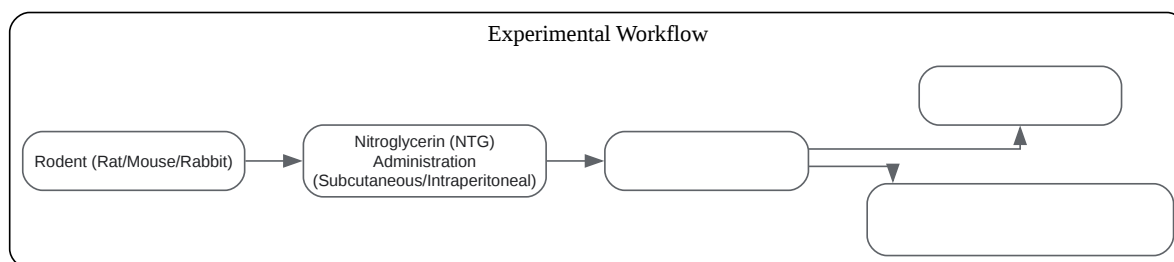 Experimental Workflow
Rodent (Rat/Mouse/Rabbit)
Nitroglycerin (NTG)
Administration
(Subcutaneous/Intraperitoneal)